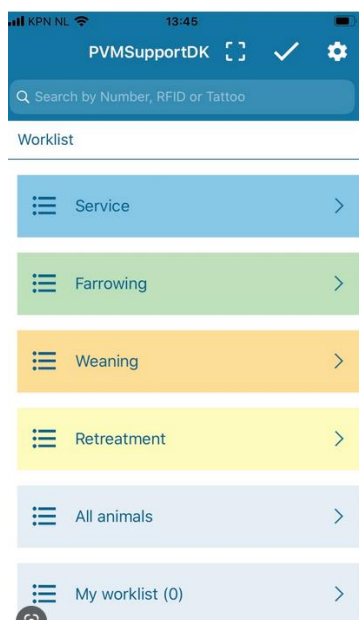 KPN NL 13:45
PVMSupportDK
Search by Number, RFID or Tattoo
Worklist
Service
Farrowing
Weaning
Retreatment
All animals
My worklist (0)